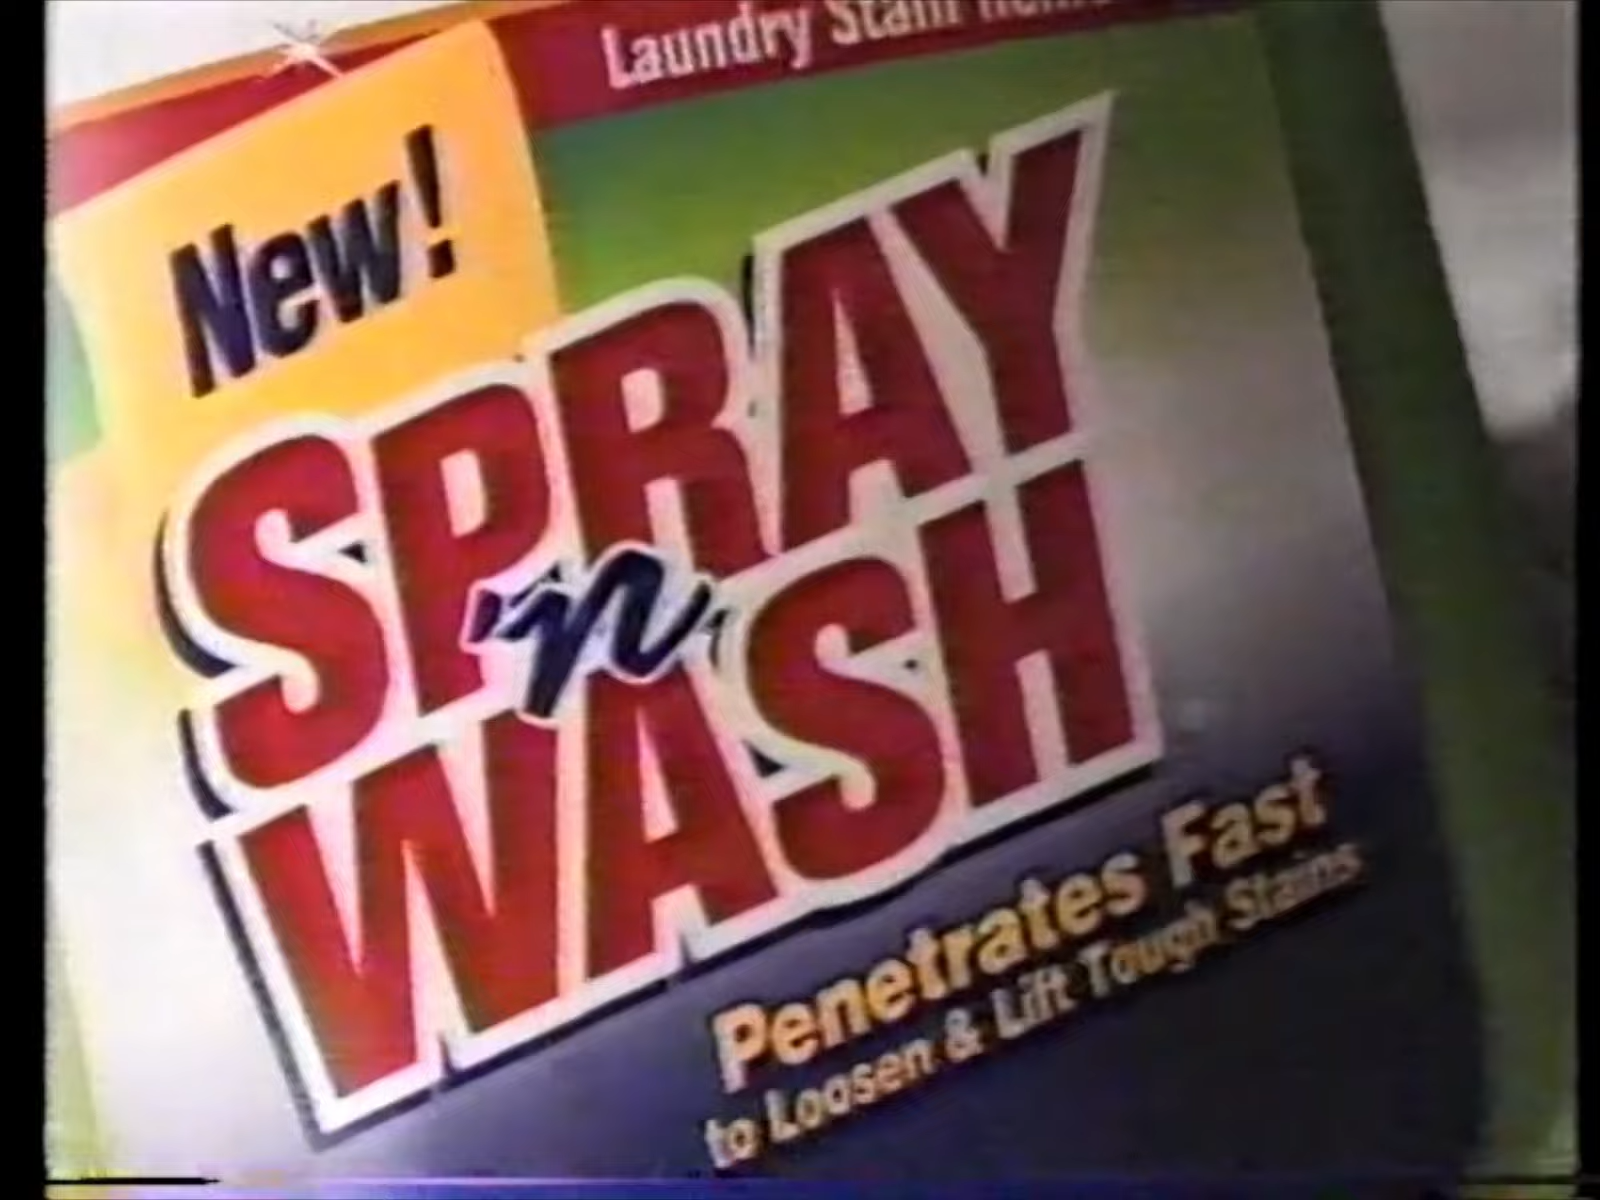 Laundry Stain
New!
SPRAY
'n'
WASH
Penetrates Fast
to Loosen & Lift Tough Stains